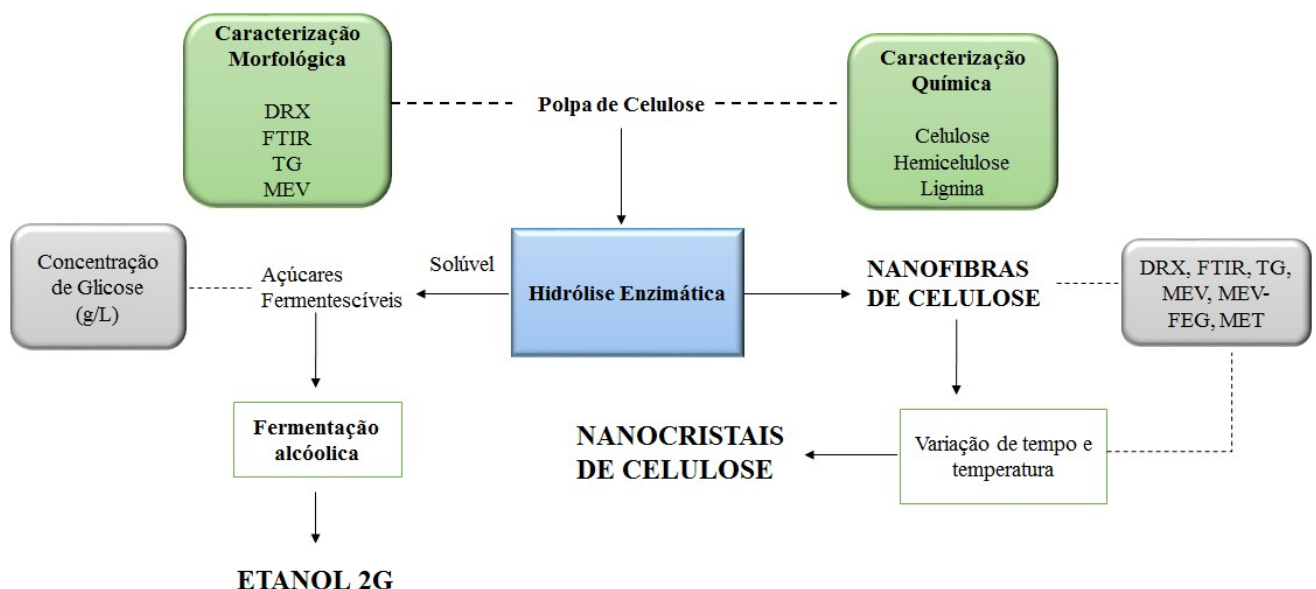 Caracterização
Morfológica
DRX
FTIR
TG
MEV
Polpa de Celulose
Caracterização
Química
Celulose
Hemicelulose
Lignina
Concentração
de Glicose
(g/L)
Açúcares
Fermentescíveis
Solúvel
Hidrólise Enzimática
NANOFIBRAS
DE CELULOSE
DRX, FTIR, TG,
MEV, MEV-
FEG, MET
Fermentação
alcóolica
NANOCRISTAIS
DE CELULOSE
Variação de tempo e
temperatura
ETANOL 2G